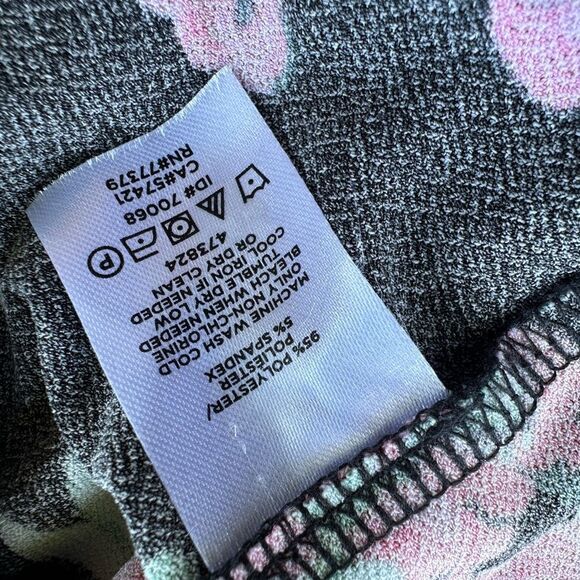 95% POLYESTER/
POLIÉSTER
5% SPANDEX
MACHINE WASH COLD
ONLY NON-CHLORINE
BLEACH WHEN NEEDED
TUMBLE DRY LOW
COOL IRON IF NEEDED
OR DRY CLEAN
473824
P
ID# 70068
CA#57421
RN#77379